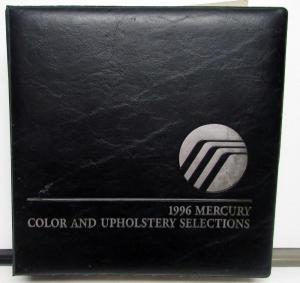 1996 MERCURY
COLOR AND UPHOLSTERY SELECTIONS